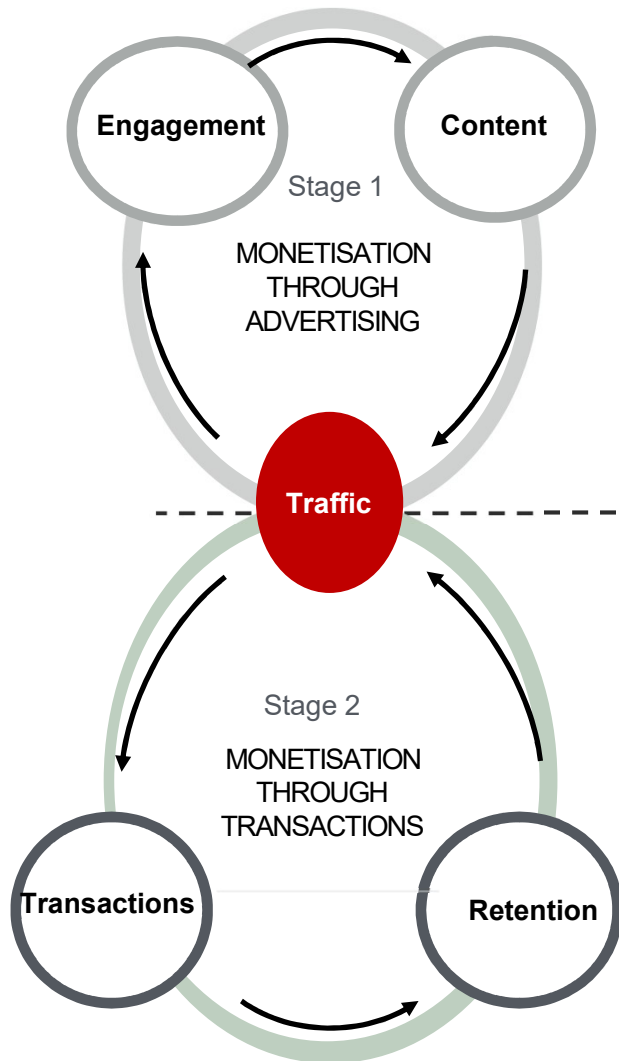 Engagement
Content
Stage 1
MONETISATION
THROUGH
ADVERTISING
Traffic
Stage 2
MONETISATION
THROUGH
TRANSACTIONS
Transactions
Retention